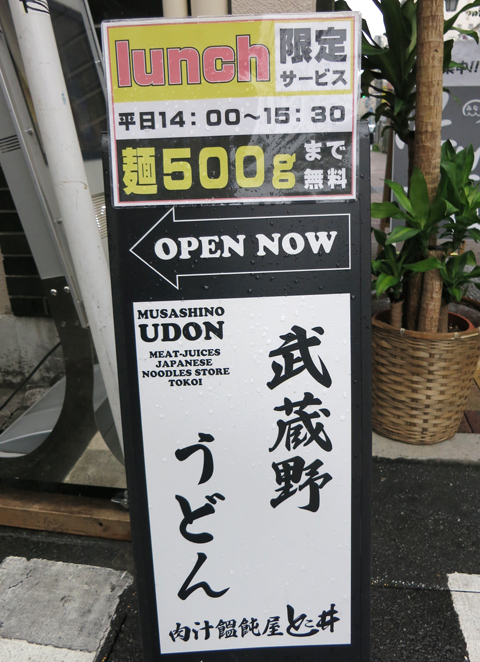 lunch 限定
サービス
平日14：00～15：30
麺500gまで
無料
OPEN NOW
MUSASHINO
UDON
MEAT-JUICES
JAPANESE
NOODLES STORE
TOKOI
武蔵野
うどん
肉汁饂飩屋とこ井